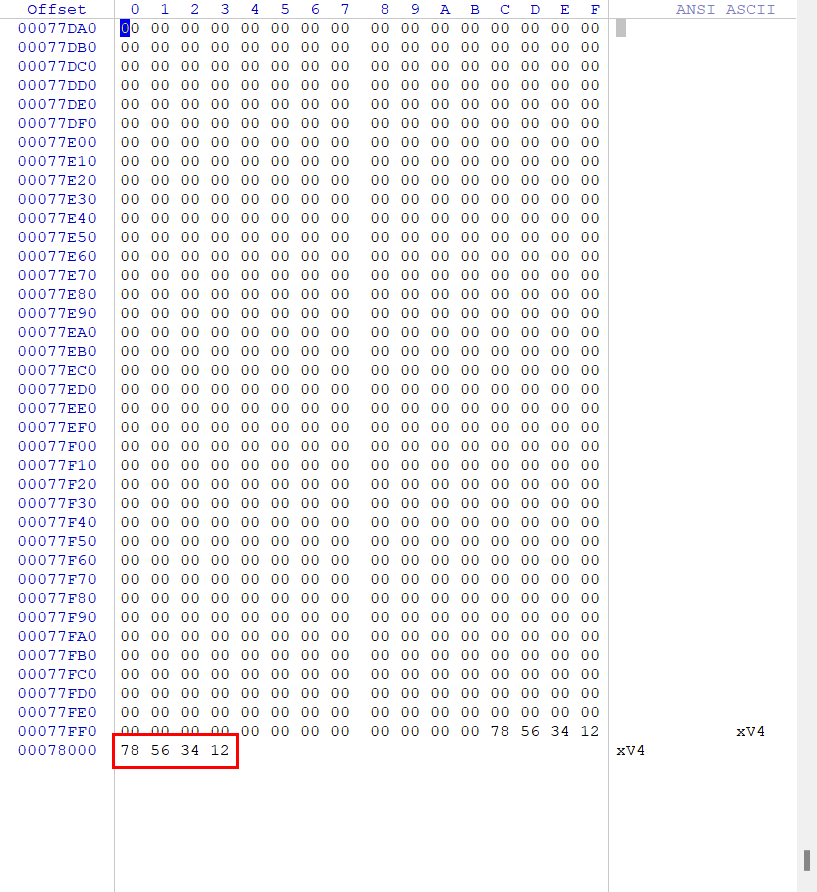 Offset 0 1 2 3 4 5 6 7 8 9 A B C D E F ANSI ASCII
00077DA0 00 00 00 00 00 00 00 00 00 00 00 00 00 00 00 00
00077DB0 00 00 00 00 00 00 00 00 00 00 00 00 00 00 00 00
00077DC0 00 00 00 00 00 00 00 00 00 00 00 00 00 00 00 00
00077DD0 00 00 00 00 00 00 00 00 00 00 00 00 00 00 00 00
00077DE0 00 00 00 00 00 00 00 00 00 00 00 00 00 00 00 00
00077DF0 00 00 00 00 00 00 00 00 00 00 00 00 00 00 00 00
00077E00 00 00 00 00 00 00 00 00 00 00 00 00 00 00 00 00
00077E10 00 00 00 00 00 00 00 00 00 00 00 00 00 00 00 00
00077E20 00 00 00 00 00 00 00 00 00 00 00 00 00 00 00 00
00077E30 00 00 00 00 00 00 00 00 00 00 00 00 00 00 00 00
00077E40 00 00 00 00 00 00 00 00 00 00 00 00 00 00 00 00
00077E50 00 00 00 00 00 00 00 00 00 00 00 00 00 00 00 00
00077E60 00 00 00 00 00 00 00 00 00 00 00 00 00 00 00 00
00077E70 00 00 00 00 00 00 00 00 00 00 00 00 00 00 00 00
00077E80 00 00 00 00 00 00 00 00 00 00 00 00 00 00 00 00
00077E90 00 00 00 00 00 00 00 00 00 00 00 00 00 00 00 00
00077EA0 00 00 00 00 00 00 00 00 00 00 00 00 00 00 00 00
00077EB0 00 00 00 00 00 00 00 00 00 00 00 00 00 00 00 00
00077EC0 00 00 00 00 00 00 00 00 00 00 00 00 00 00 00 00
00077ED0 00 00 00 00 00 00 00 00 00 00 00 00 00 00 00 00
00077EE0 00 00 00 00 00 00 00 00 00 00 00 00 00 00 00 00
00077EF0 00 00 00 00 00 00 00 00 00 00 00 00 00 00 00 00
00077F00 00 00 00 00 00 00 00 00 00 00 00 00 00 00 00 00
00077F10 00 00 00 00 00 00 00 00 00 00 00 00 00 00 00 00
00077F20 00 00 00 00 00 00 00 00 00 00 00 00 00 00 00 00
00077F30 00 00 00 00 00 00 00 00 00 00 00 00 00 00 00 00
00077F40 00 00 00 00 00 00 00 00 00 00 00 00 00 00 00 00
00077F50 00 00 00 00 00 00 00 00 00 00 00 00 00 00 00 00
00077F60 00 00 00 00 00 00 00 00 00 00 00 00 00 00 00 00
00077F70 00 00 00 00 00 00 00 00 00 00 00 00 00 00 00 00
00077F80 00 00 00 00 00 00 00 00 00 00 00 00 00 00 00 00
00077F90 00 00 00 00 00 00 00 00 00 00 00 00 00 00 00 00
00077FA0 00 00 00 00 00 00 00 00 00 00 00 00 00 00 00 00
00077FB0 00 00 00 00 00 00 00 00 00 00 00 00 00 00 00 00
00077FC0 00 00 00 00 00 00 00 00 00 00 00 00 00 00 00 00
00077FD0 00 00 00 00 00 00 00 00 00 00 00 00 00 00 00 00
00077FE0 00 00 00 00 00 00 00 00 00 00 00 00 00 00 00 00
00077FF0 00 00 00 00 00 00 00 00 00 00 00 00 78 56 34 12 xV4
00078000 78 56 34 12 xV4